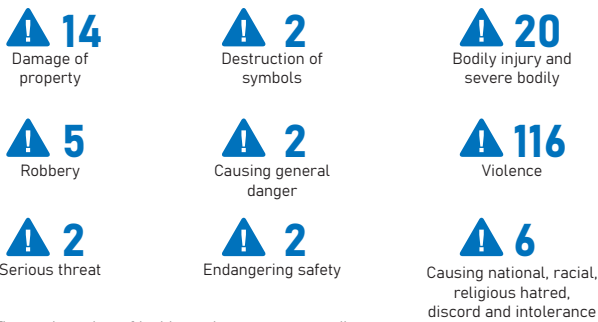 14
Damage of
property
2
Destruction of
symbols
20
Bodily injury and
severe bodily
5
Robbery
2
Causing general
danger
116
Violence
2
Serious threat
2
Endangering safety
6
Causing national, racial,
religious hatred,
discord and intolerance